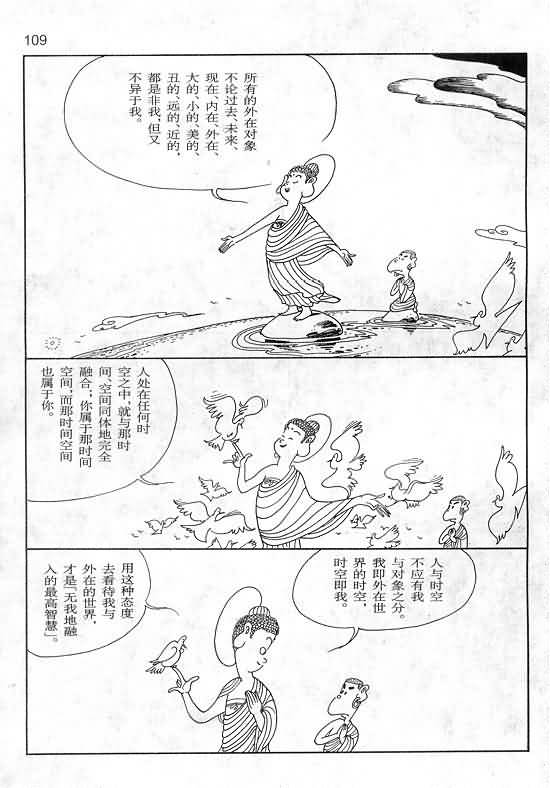 109
所有的外在对象
不论过去、未来、
现在、内在、外在、
大的、小的、美的、
丑的、远的、近的，
都是非我，但又
不异于我。
人处在任何时
空之中，就与那时
间、空间同体地完全
融合；你属于那时间
空间，而那时间空间
也属于你。
人与时空
不应有我
与对象之分。
我即外在世
界的时空，
时空即我。
用这种态度
去看待我与
外在的世界，
才是「无我地融
入的最高智慧」。